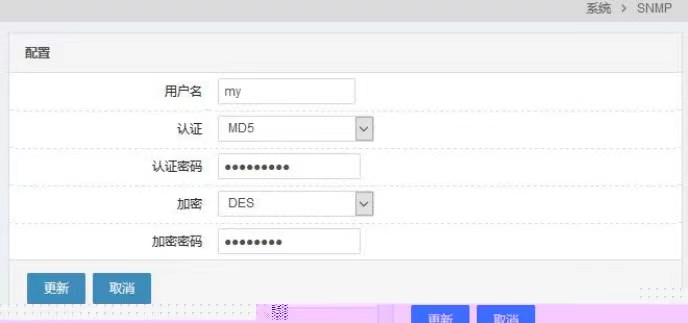 系统 > SNMP
配置
用户名 my
认证 MD5
认证密码 •••••••••
加密 DES
加密密码 ••••••••
更新 取消
更新 取消